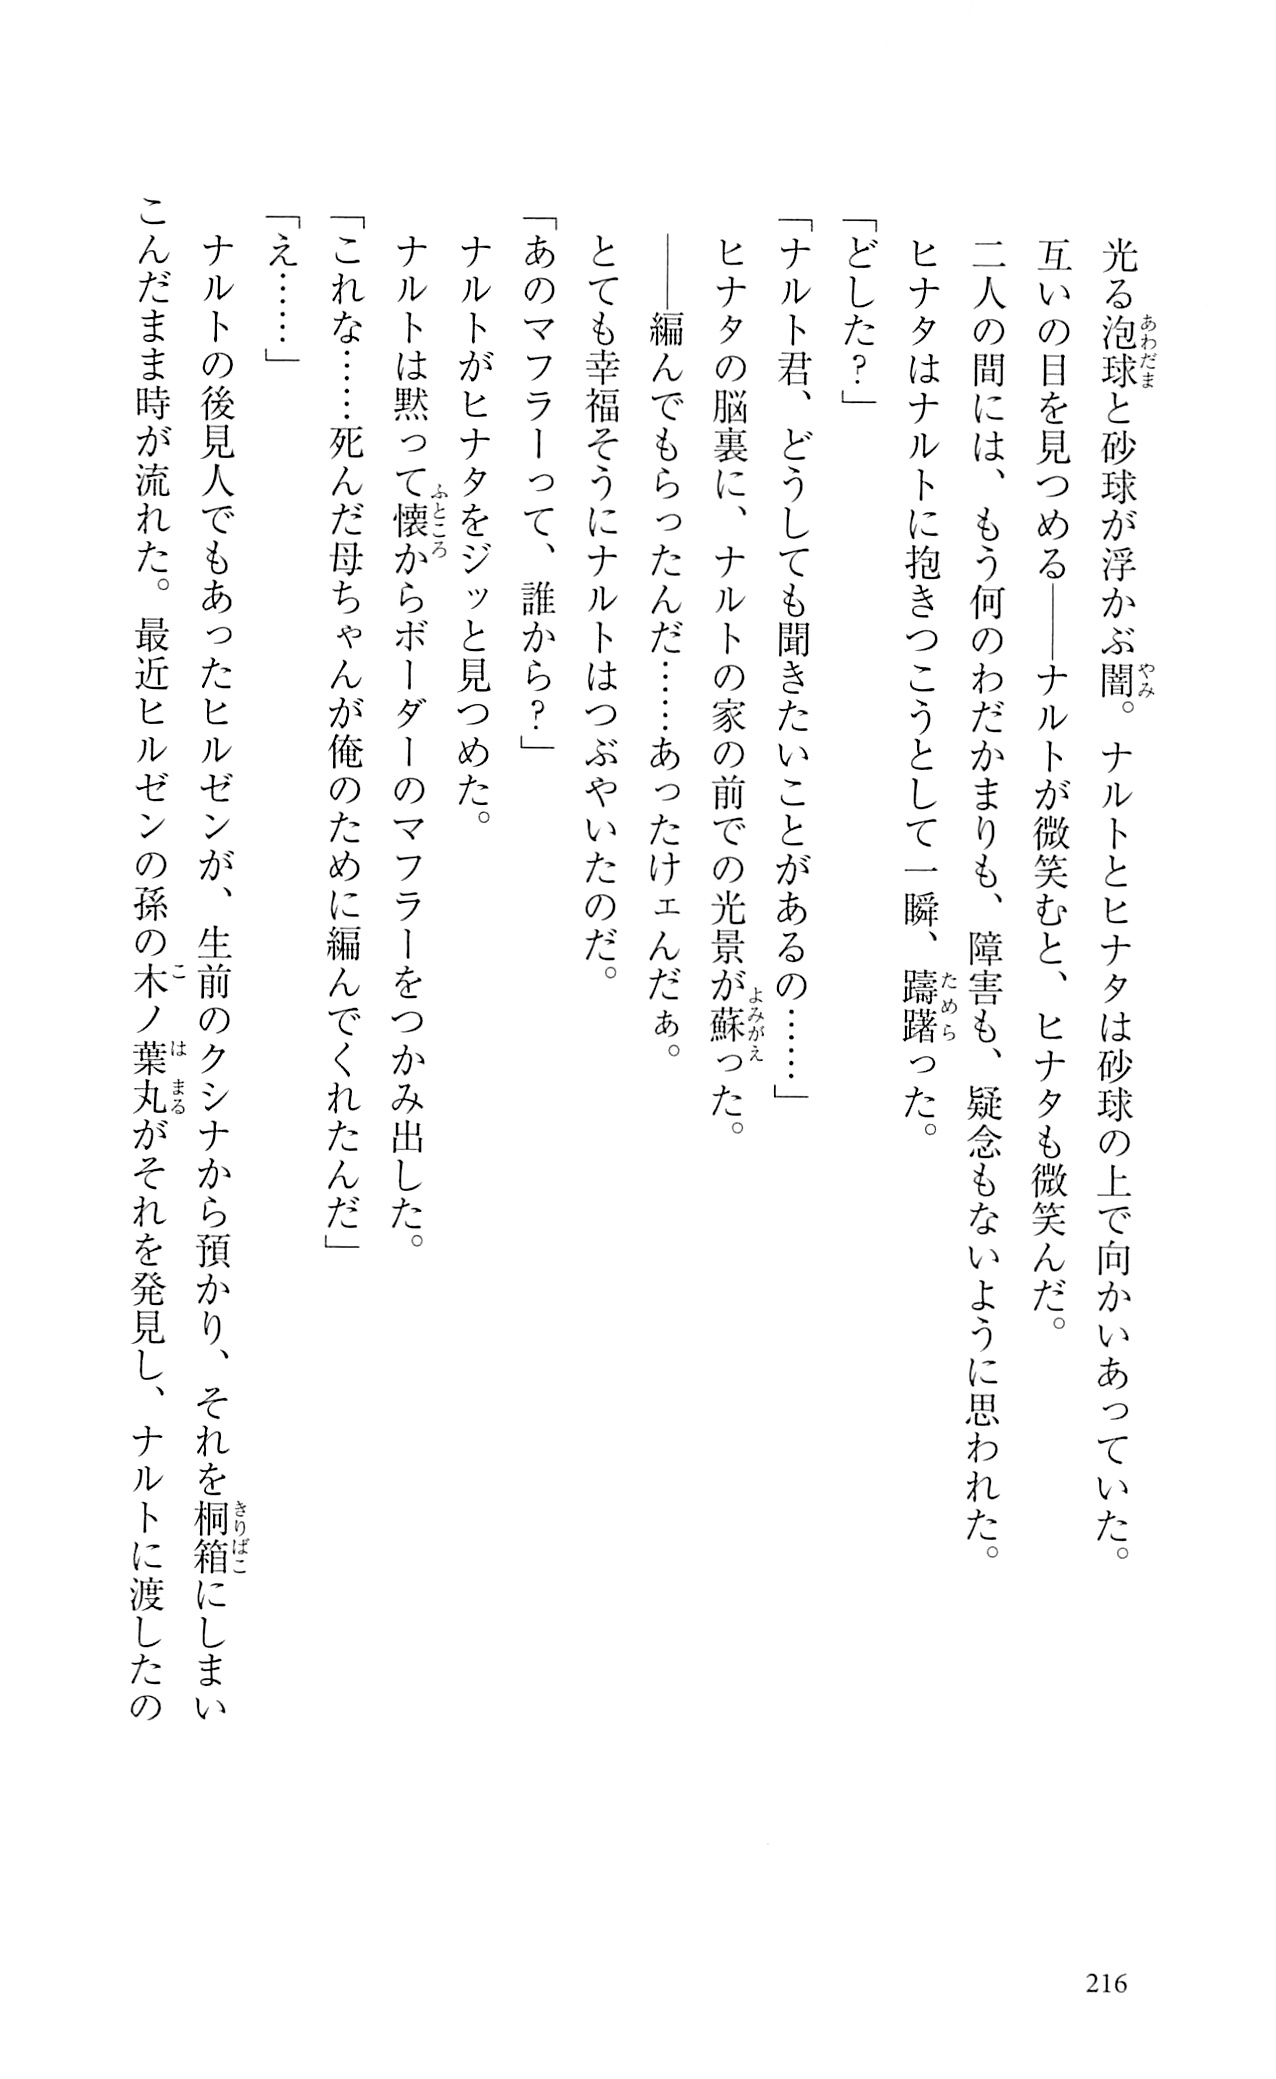 光る泡球と砂球が浮かぶ闇。ナルトとヒナタは砂球の上で向かいあっていた。
互いの目を見つめる――ナルトが微笑むと、ヒナタも微笑んだ。
二人の間には、もう何のわだかまりも、障害も、疑念もないように思われた。
ヒナタはナルトに抱きつこうとして一瞬、躊躇った。
「どした?」
「ナルト君、どうしても聞きたいことがあるの……」
ヒナタの脳裏に、ナルトの家の前での光景が蘇った。
――編んでもらったんだ……あったけェんだぁ。
とても幸福そうにナルトはつぶやいたのだ。
「あのマフラーって、誰から?」
ナルトがヒナタをジッと見つめた。
ナルトは黙って懐からボーダーのマフラーをつかみ出した。
「これな……死んだ母ちゃんが俺のために編んでくれたんだ」
「え……」
ナルトの後見人でもあったヒルゼンが、生前のクシナから預かり、それを桐箱にしまい
こんだまま時が流れた。最近ヒルゼンの孫の木ノ葉丸がそれを発見し、ナルトに渡したの
216